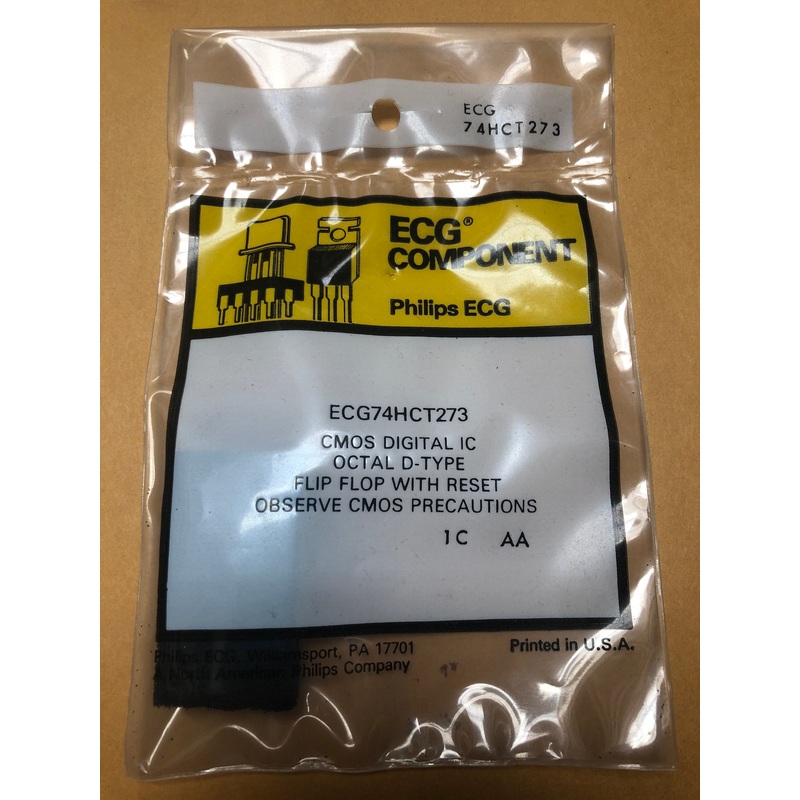 ECG
74HCT273
ECG®
COMPONENT
Philips ECG
ECG74HCT273
CMOS DIGITAL IC
OCTAL D-TYPE
FLIP FLOP WITH RESET
OBSERVE CMOS PRECAUTIONS
1C AA
Philips ECG, Williamsport, PA 17701
A North American Philips Company
Printed in U.S.A.